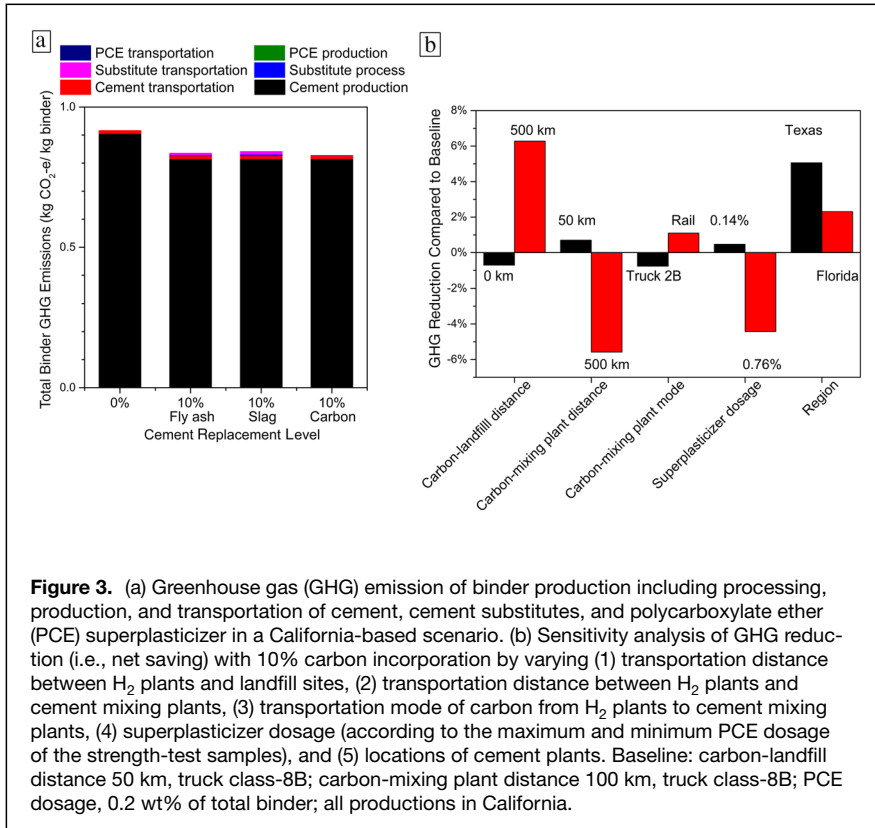 a
PCE transportation
PCE production
Substitute transportation
Substitute process
Cement transportation
Cement production
Total Binder GHG Emissions (kg CO2-e/ kg binder)
1.0
0.5
0.0
0%
10%
10%
10%
Fly ash
Slag
Carbon
Cement Replacement Level
b
GHG Reduction Compared to Baseline
8%
6%
4%
2%
0%
-2%
-4%
-6%
500 km
0 km
50 km
500 km
Truck 2B
Rail
0.14%
0.76%
Texas
Florida
Carbon-landfilll distance
Carbon-mixing plant distance
Carbon-mixing plant mode
Superplasticizer dosage
Region
Figure 3. (a) Greenhouse gas (GHG) emission of binder production including processing,
production, and transportation of cement, cement substitutes, and polycarboxylate ether
(PCE) superplasticizer in a California-based scenario. (b) Sensitivity analysis of GHG reduc-
tion (i.e., net saving) with 10% carbon incorporation by varying (1) transportation distance
between H2 plants and landfill sites, (2) transportation distance between H2 plants and
cement mixing plants, (3) transportation mode of carbon from H2 plants to cement mixing
plants, (4) superplasticizer dosage (according to the maximum and minimum PCE dosage
of the strength-test samples), and (5) locations of cement plants. Baseline: carbon-landfill
distance 50 km, truck class-8B; carbon-mixing plant distance 100 km, truck class-8B; PCE
dosage, 0.2 wt% of total binder; all productions in California.